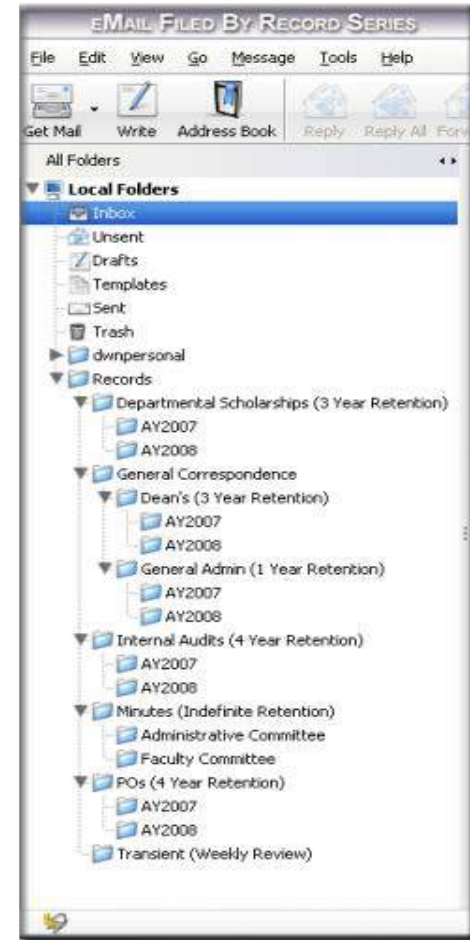 EMAIL FILED BY RECORD SERIES
File Edit View Go Message Tools Help
Get Mail Write Address Book Reply Reply All Forw
All Folders
Local Folders
Inbox
Unsent
Drafts
Templates
Sent
Trash
dwnpersonal
Records
Departmental Scholarships (3 Year Retention)
AY2007
AY2008
General Correspondence
Dean's (3 Year Retention)
AY2007
AY2008
General Admin (1 Year Retention)
AY2007
AY2008
Internal Audits (4 Year Retention)
AY2007
AY2008
Minutes (Indefinite Retention)
Administrative Committee
Faculty Committee
POs (4 Year Retention)
AY2007
AY2008
Transient (Weekly Review)